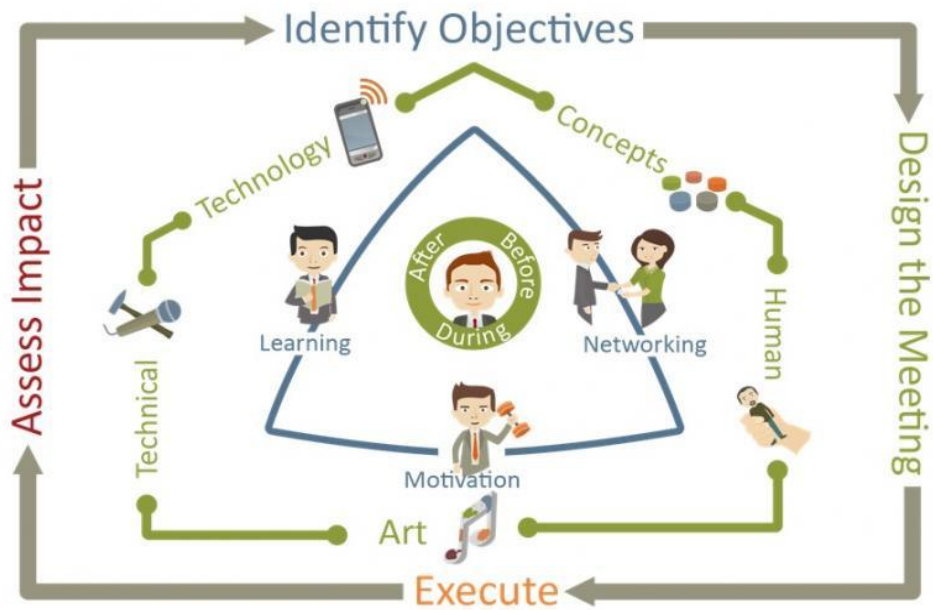 Identify Objectives
Technology
Concepts
After
Before
During
Learning
Networking
Motivation
Technical
Human
Art
Assess Impact
Design the Meeting
Execute